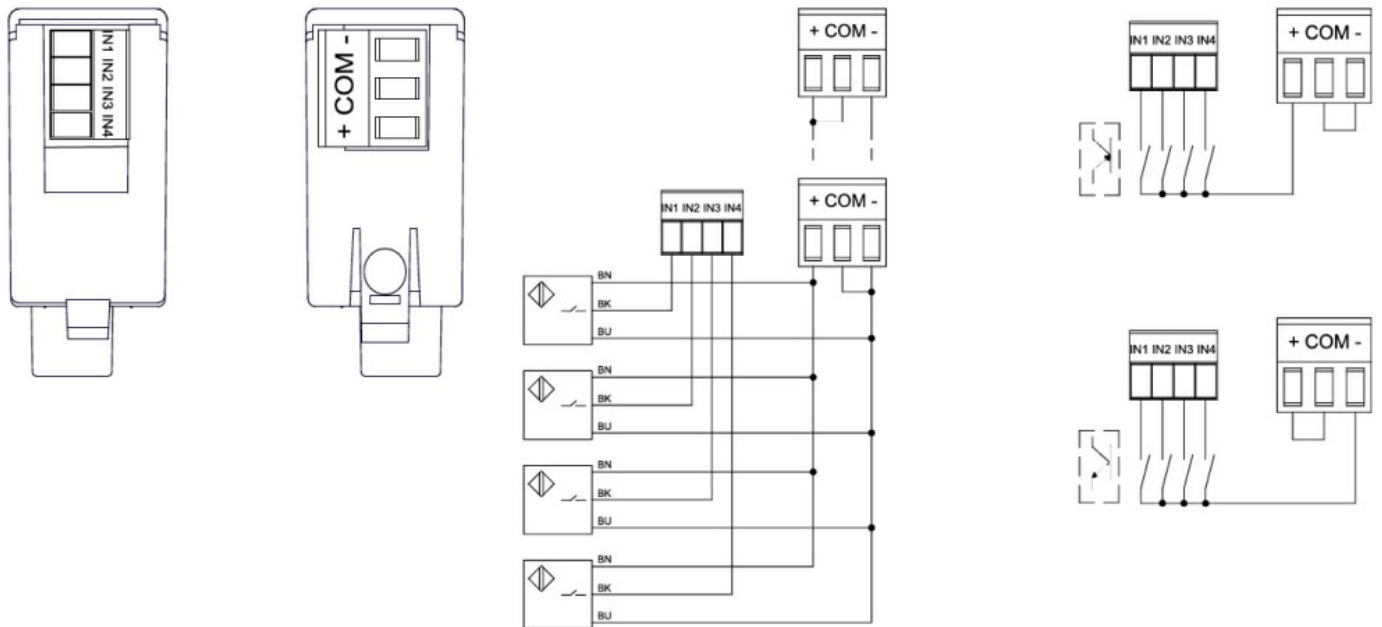 IN1 IN2 IN3 IN4
+ COM -
+ COM -
+ COM -
IN1 IN2 IN3 IN4
BN
BK
BU
BN
BK
BU
BN
BK
BU
BN
BK
BU
IN1 IN2 IN3 IN4
+ COM -
IN1 IN2 IN3 IN4
+ COM -